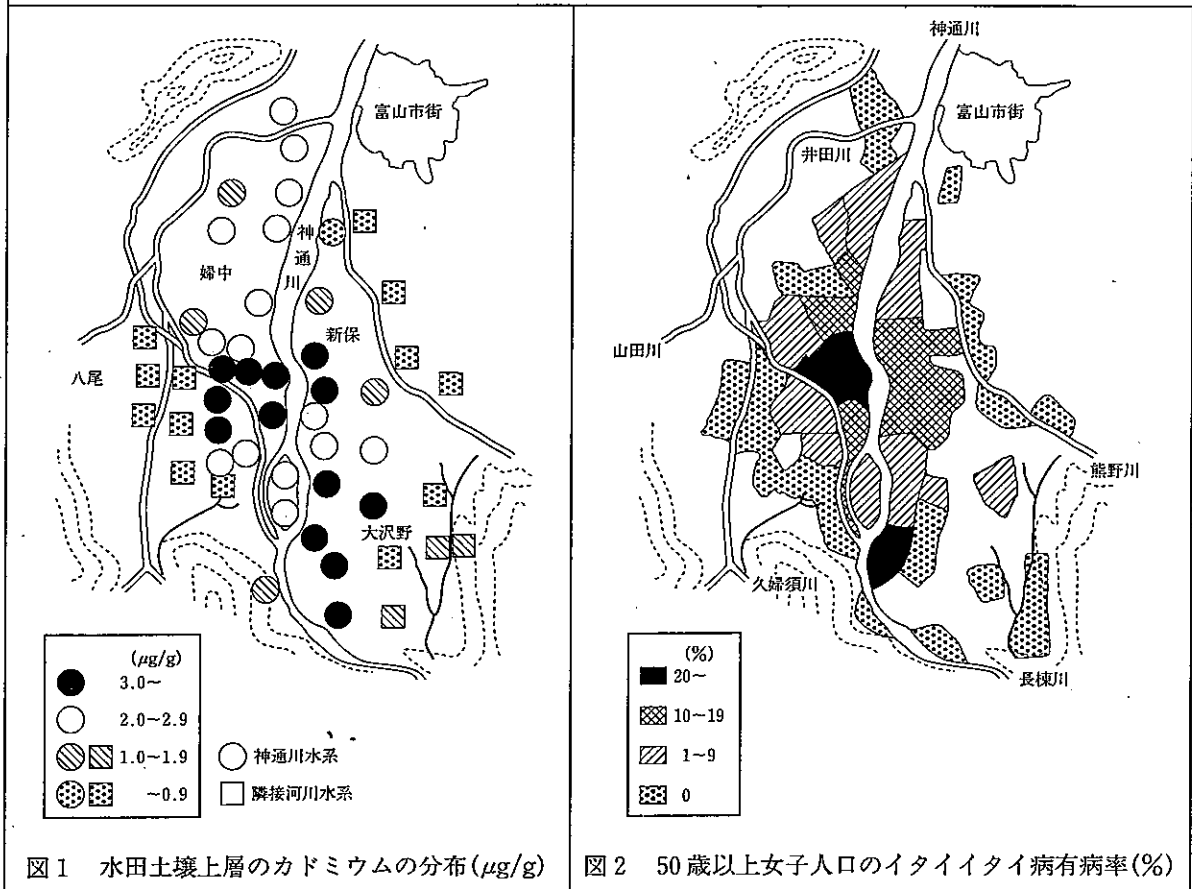 富山市街
婦中
神通川
新保
八尾
大沢野
(μg/g)
3.0〜
2.0〜2.9
1.0〜1.9
〜0.9
神通川水系
隣接河川水系
図1 水田土壌上層のカドミウムの分布(μg/g)
神通川
富山市街
井田川
山田川
熊野川
久婦須川
長棟川
(%)
20〜
10〜19
1〜9
0
図2 50歳以上女子人口のイタイイタイ病有病率(%)